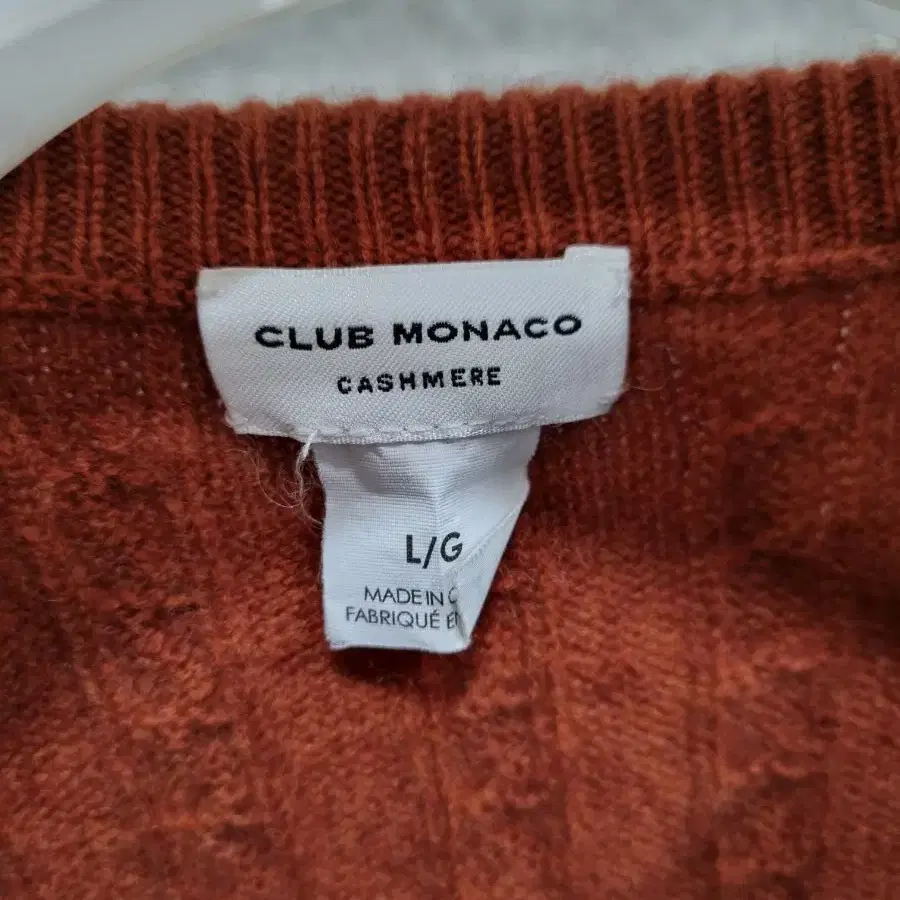 CLUB MONACO
CASHMERE
L/G
MADE IN
FABRIQUÉ